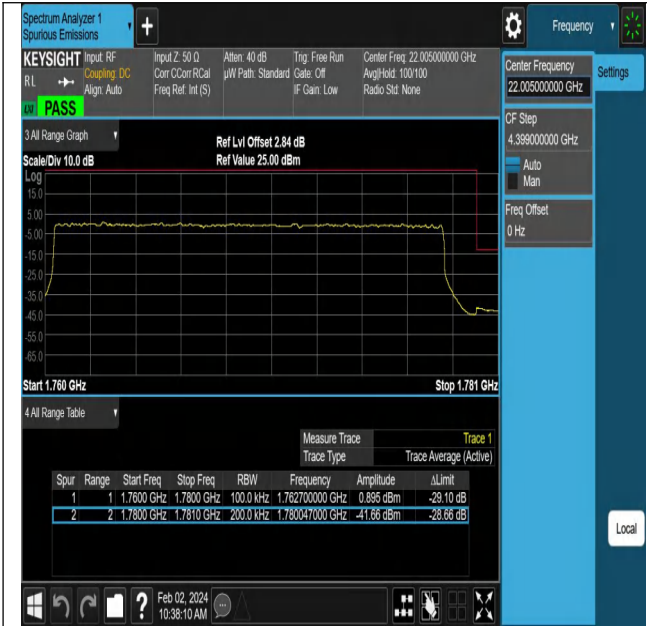 Spectrum Analyzer 1
Spurious Emissions
+
Frequency
KEYSIGHT Input: RF Input Z: 50 Ω Atten: 40 dB Trig: Free Run Center Freq: 22.005000000 GHz
RL Coupling: DC Corr CCorr RCal µW Path: Standard Gate: Off Avg|Hold: 100/100
Align: Auto Freq Ref: Int (S) IF Gain: Low Radio Std: None
LXI PASS
3 All Range Graph
Ref Lvl Offset 2.84 dB
Scale/Div 10.0 dB Ref Value 25.00 dBm
Log
15.0
5.00
-5.00
-15.0
-25.0
-35.0
-45.0
-55.0
-65.0
Start 1.760 GHz Stop 1.781 GHz
4 All Range Table
Measure Trace Trace 1
Trace Type Trace Average (Active)
Spur Range Start Freq Stop Freq RBW Frequency Amplitude ΔLimit
1 1 1.7600 GHz 1.7800 GHz 100.0 kHz 1.762700000 GHz 0.895 dBm -29.10 dB
2 2 1.7800 GHz 1.7810 GHz 200.0 kHz 1.780047000 GHz -41.66 dBm -28.66 dB
Center Frequency
22.005000000 GHz
Settings
CF Step
4.399000000 GHz
Auto
Man
Freq Offset
0 Hz
Local
?
Feb 02, 2024
10:38:10 AM